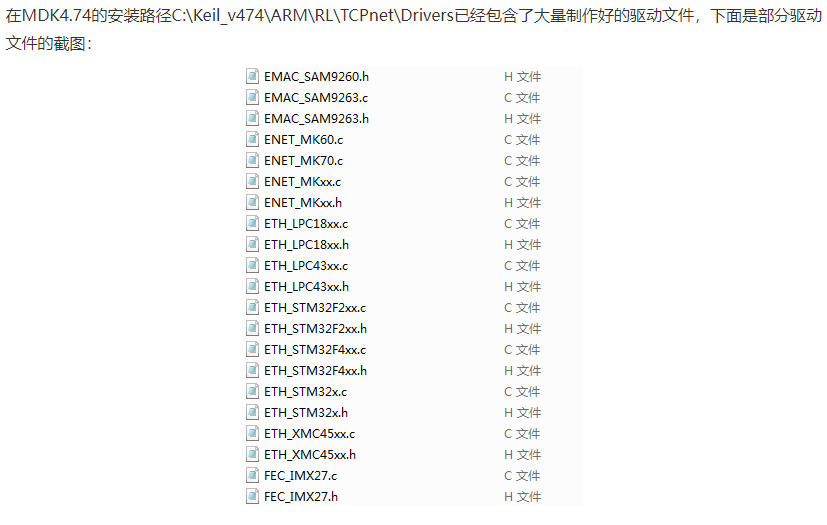 在MDK4.74的安装路径C:\Keil_v474\ARM\RL\TCPnet\Drivers已经包含了大量制作好的驱动文件，下面是部分驱动
文件的截图：
EMAC_SAM9260.h H 文件
EMAC_SAM9263.c C 文件
EMAC_SAM9263.h H 文件
ENET_MK60.c C 文件
ENET_MK70.c C 文件
ENET_MKxx.c C 文件
ENET_MKxx.h H 文件
ETH_LPC18xx.c C 文件
ETH_LPC18xx.h H 文件
ETH_LPC43xx.c C 文件
ETH_LPC43xx.h H 文件
ETH_STM32F2xx.c C 文件
ETH_STM32F2xx.h H 文件
ETH_STM32F4xx.c C 文件
ETH_STM32F4xx.h H 文件
ETH_STM32x.c C 文件
ETH_STM32x.h H 文件
ETH_XMC45xx.c C 文件
ETH_XMC45xx.h H 文件
FEC_IMX27.c C 文件
FEC_IMX27.h H 文件